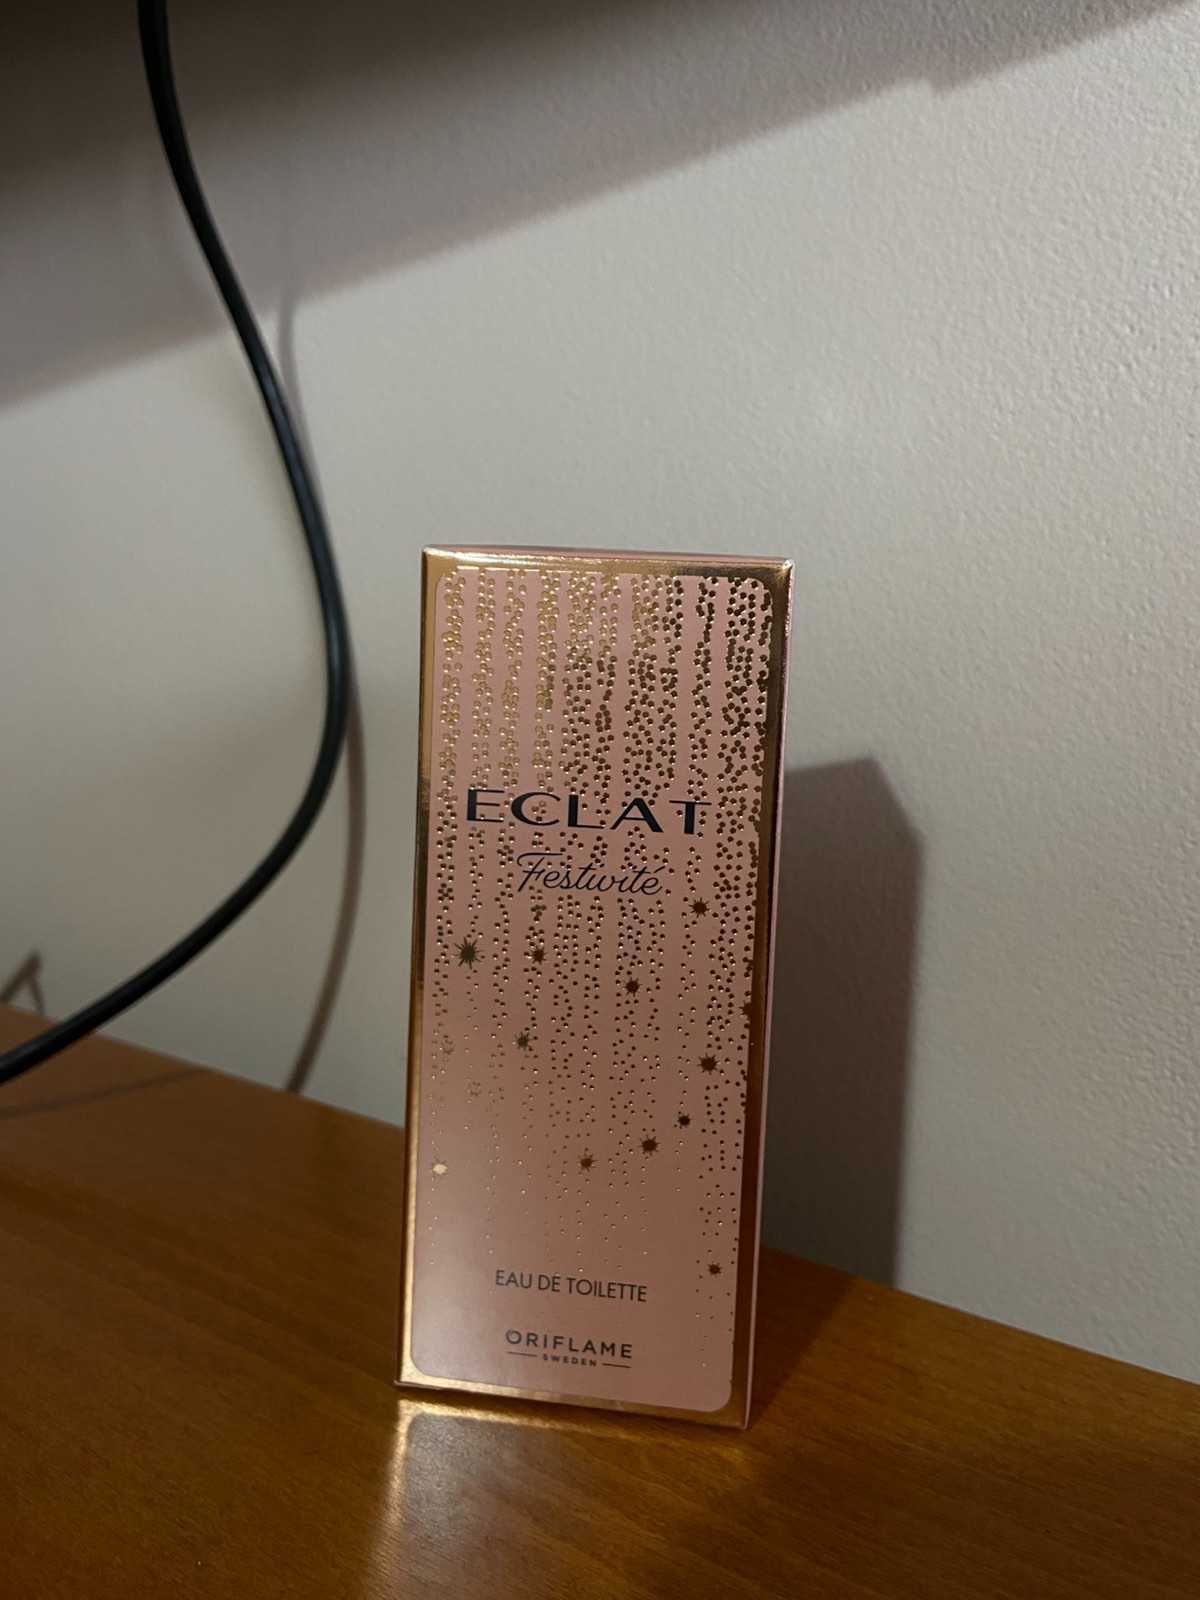 ECLAT
Festivité
EAU DE TOILETTE
ORIFLAME
SWEDEN